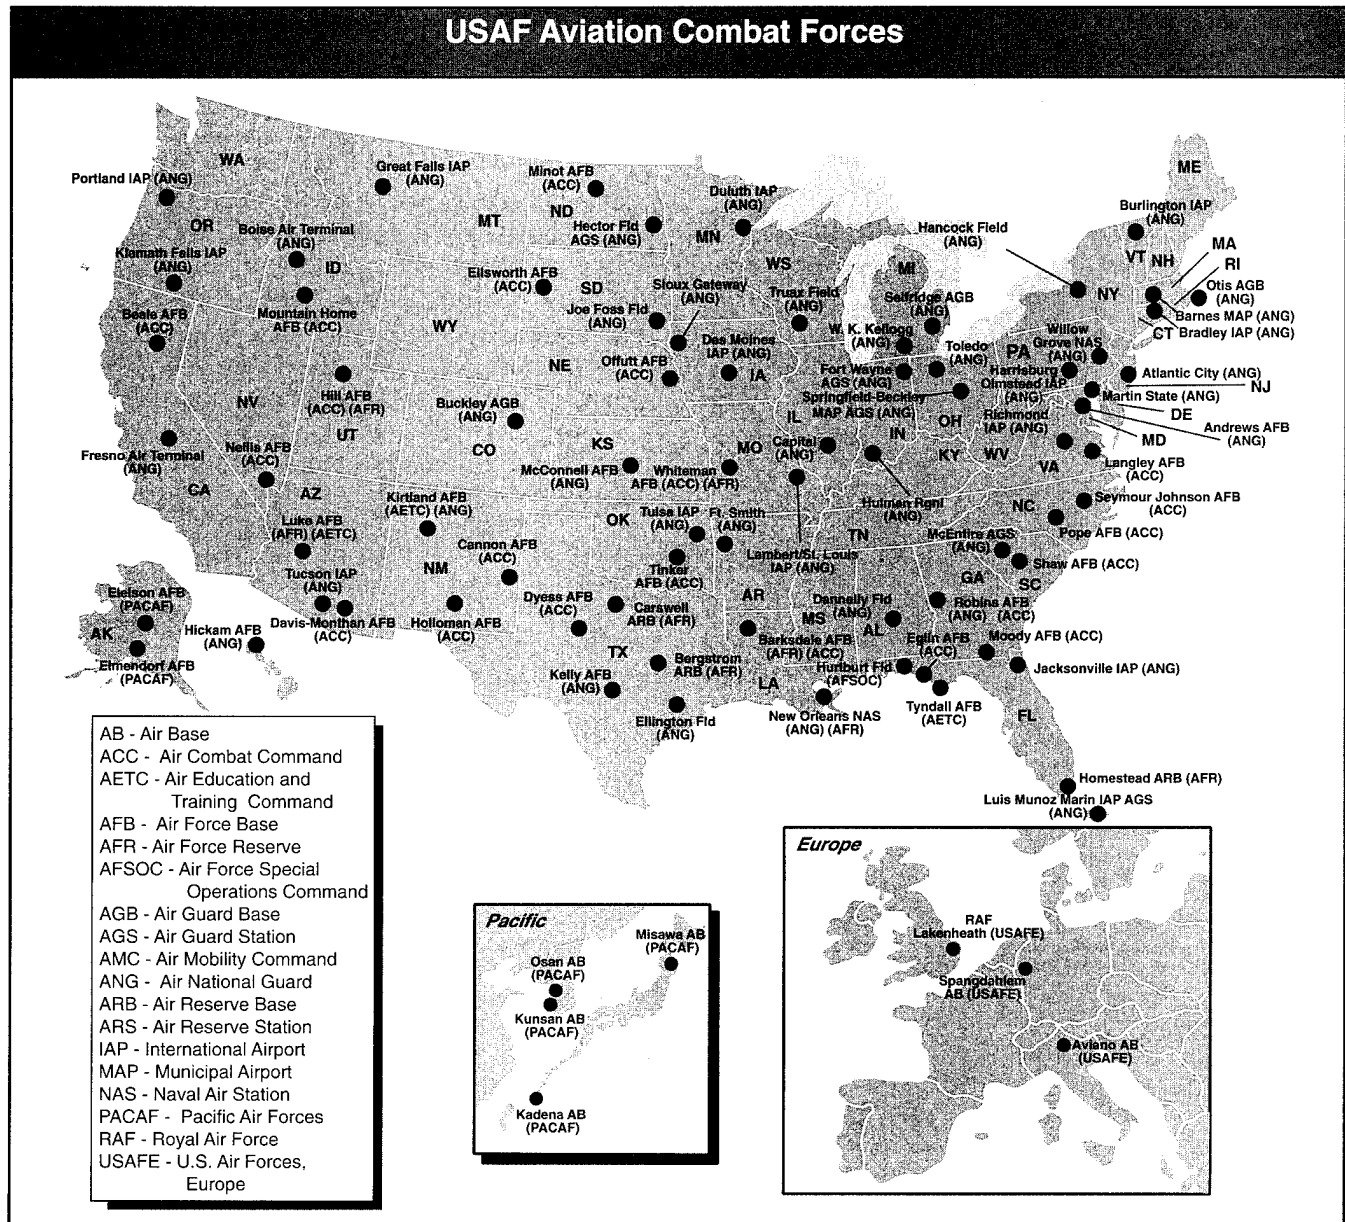 USAF Aviation Combat Forces
WA
Portland IAP (ANG)
OR
Great Falls IAP
(ANG)
MT
Minot AFB
(ACC)
ND
Hector Fld
AGS (ANG)
Duluth IAP
(ANG)
MN
ME
Burlington IAP
(ANG)
VT
NH
MA
RI
Hancock Field
(ANG)
NY
Otis AGB
(ANG)
Barnes MAP (ANG)
CT
Bradley IAP (ANG)
Boise Air Terminal
(ANG)
ID
Klamath Falls IAP
(ANG)
Mountain Home
AFB (ACC)
Beale AFB
(ACC)
WY
Ellsworth AFB
(ACC)
SD
Joe Foss Fld
(ANG)
Sioux Gateway
(ANG)
WS
Truax Field
(ANG)
MI
Selfridge AGB
(ANG)
W. K. Kellogg
(ANG)
Toledo
(ANG)
PA
Willow
Grove NAS
(ANG)
Harrisburg
Olmstead IAP
(ANG)
Atlantic City (ANG)
NJ
Martin State (ANG)
DE
Andrews AFB
(ANG)
MD
NE
Offutt AFB
(ACC)
Des Moines
IAP (ANG)
IA
Fort Wayne
AGS (ANG)
Springfield-Beckley
MAP AGS (ANG)
OH
IL
IN
Richmond
IAP (ANG)
NV
Hill AFB
(ACC) (AFR)
UT
Buckley AGB
(ANG)
CO
KS
MO
Capital
(ANG)
KY
WV
VA
Langley AFB
(ACC)
Fresno Air Terminal
(ANG)
CA
Nellis AFB
(ACC)
AZ
McConnell AFB
(ANG)
Whiteman
AFB (ACC) (AFR)
Hulman Rgnl
(ANG)
Lambert/St. Louis
IAP (ANG)
TN
NC
Seymour Johnson AFB
(ACC)
Pope AFB (ACC)
McEntire AGS
(ANG)
Shaw AFB (ACC)
SC
Luke AFB
(AFR) (AETC)
Kirtland AFB
(AETC) (ANG)
NM
Cannon AFB
(ACC)
OK
Tulsa IAP
(ANG)
Ft. Smith
(ANG)
Tinker
AFB (ACC)
AR
Tucson IAP
(ANG)
Davis-Monthan AFB
(ACC)
Holloman AFB
(ACC)
Dyess AFB
(ACC)
Carswell
ARB (AFR)
TX
Bergstrom
ARB (AFR)
Kelly AFB
(ANG)
Ellington Fld
(ANG)
Barksdale AFB
(AFR) (ACC)
LA
MS
Dannelly Fld
(ANG)
AL
GA
Robins AFB
(ANG) (ACC)
Eglin AFB
(ACC)
Moody AFB (ACC)
Hurlburt Fld
(AFSOC)
Jacksonville IAP (ANG)
New Orleans NAS
(ANG) (AFR)
Tyndall AFB
(AETC)
FL
Homestead ARB (AFR)
Luis Munoz Marin IAP AGS
(ANG)
Eielson AFB
(PACAF)
AK
Elmendorf AFB
(PACAF)
Hickam AFB
(ANG)
AB - Air Base
ACC - Air Combat Command
AETC - Air Education and
Training Command
AFB - Air Force Base
AFR - Air Force Reserve
AFSOC - Air Force Special
Operations Command
AGB - Air Guard Base
AGS - Air Guard Station
AMC - Air Mobility Command
ANG - Air National Guard
ARB - Air Reserve Base
ARS - Air Reserve Station
IAP - International Airport
MAP - Municipal Airport
NAS - Naval Air Station
PACAF - Pacific Air Forces
RAF - Royal Air Force
USAFE - U.S. Air Forces,
Europe
Pacific
Misawa AB
(PACAF)
Osan AB
(PACAF)
Kunsan AB
(PACAF)
Kadena AB
(PACAF)
Europe
RAF
Lakenheath (USAFE)
Spangdahlem
AB (USAFE)
Aviano AB
(USAFE)